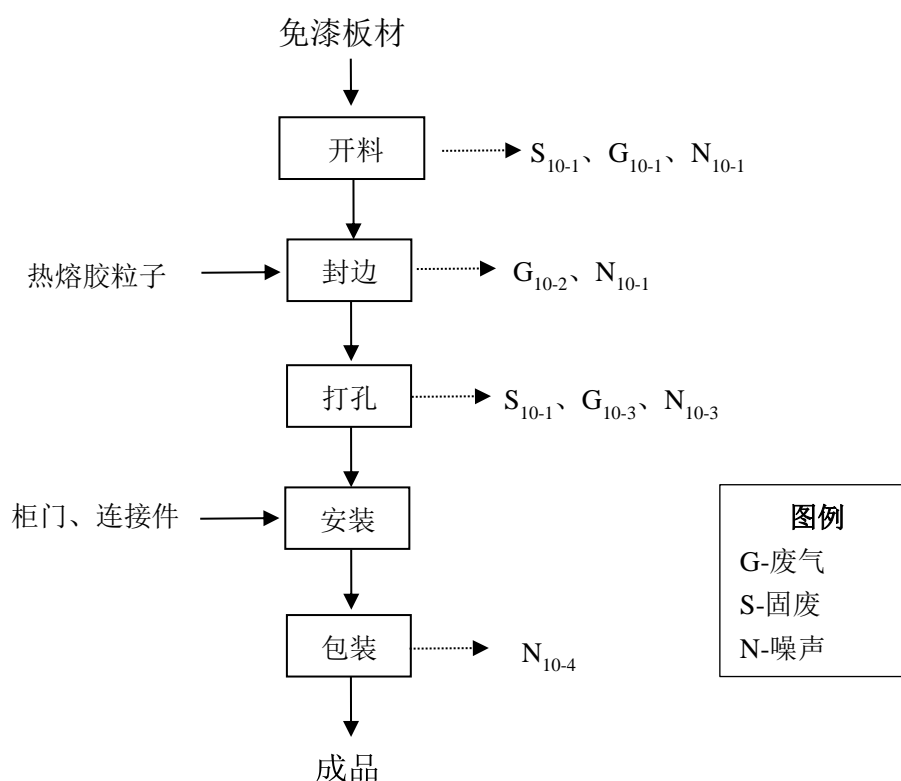 免漆板材
开料
S10-1、G10-1、N10-1
热熔胶粒子
封边
G10-2、N10-1
打孔
S10-1、G10-3、N10-3
柜门、连接件
安装
包装
N10-4
成品
图例
G-废气
S-固废
N-噪声